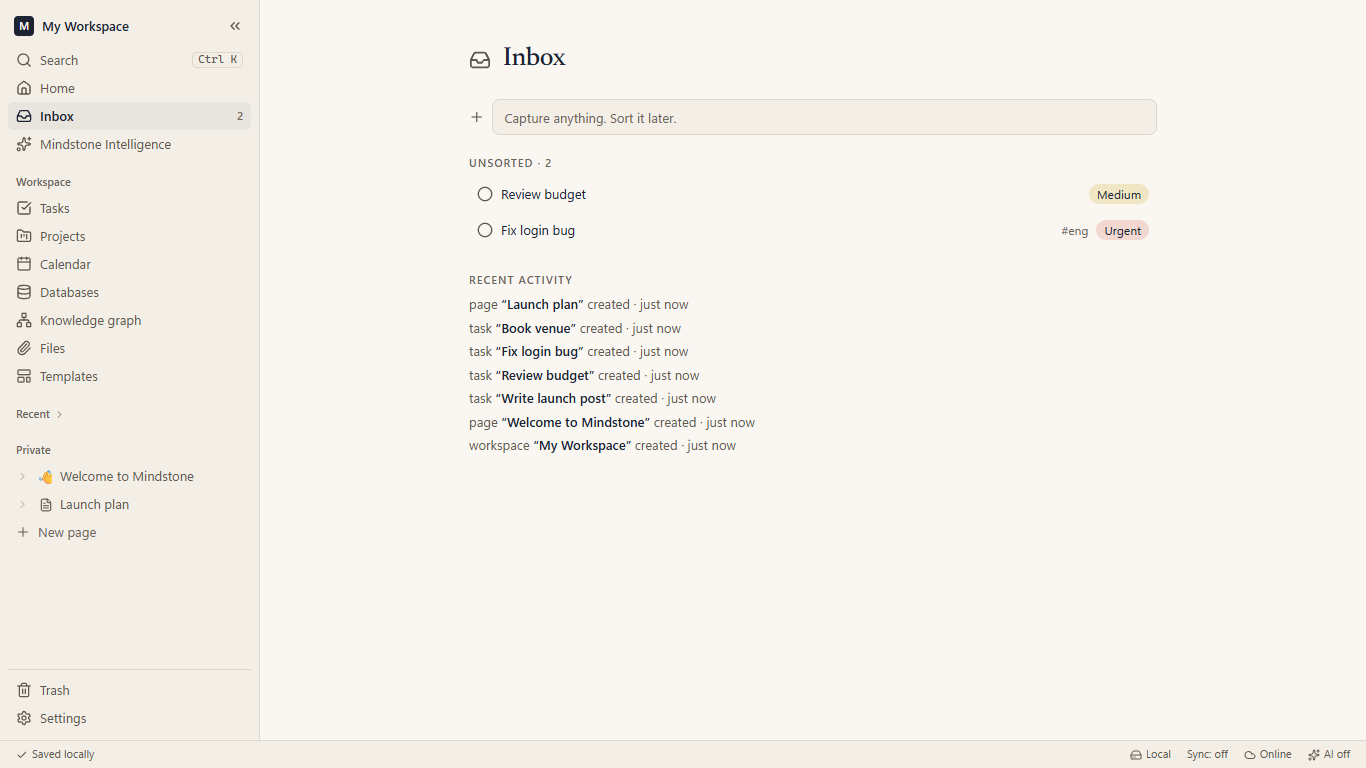 M My Workspace
Search Ctrl K
Home
Inbox 2
Mindstone Intelligence
Workspace
Tasks
Projects
Calendar
Databases
Knowledge graph
Files
Templates
Recent
Private
Welcome to Mindstone
Launch plan
New page
Trash
Settings
Inbox
Capture anything. Sort it later.
UNSORTED · 2
Review budget Medium
Fix login bug #eng Urgent
RECENT ACTIVITY
page “Launch plan” created · just now
task “Book venue” created · just now
task “Fix login bug” created · just now
task “Review budget” created · just now
task “Write launch post” created · just now
page “Welcome to Mindstone” created · just now
workspace “My Workspace” created · just now
Saved locally Local Sync: off Online AI off